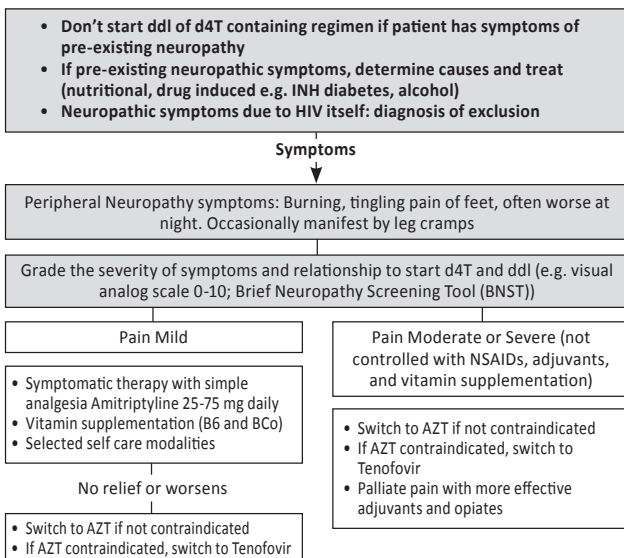 • Don’t start ddl of d4T containing regimen if patient has symptoms of
pre-existing neuropathy
• If pre-existing neuropathic symptoms, determine causes and treat
(nutritional, drug induced e.g. INH diabetes, alcohol)
• Neuropathic symptoms due to HIV itself: diagnosis of exclusion
Symptoms
Peripheral Neuropathy symptoms: Burning, tingling pain of feet, often worse at
night. Occasionally manifest by leg cramps
Grade the severity of symptoms and relationship to start d4T and ddl (e.g. visual
analog scale 0-10; Brief Neuropathy Screening Tool (BNST))
Pain Mild
• Symptomatic therapy with simple
analgesia Amitriptyline 25-75 mg daily
• Vitamin supplementation (B6 and BCo)
• Selected self care modalities
No relief or worsens
• Switch to AZT if not contraindicated
• If AZT contraindicated, switch to Tenofovir
Pain Moderate or Severe (not
controlled with NSAIDs, adjuvants,
and vitamin supplementation)
• Switch to AZT if not contraindicated
• If AZT contraindicated, switch to
Tenofovir
• Palliate pain with more effective
adjuvants and opiates